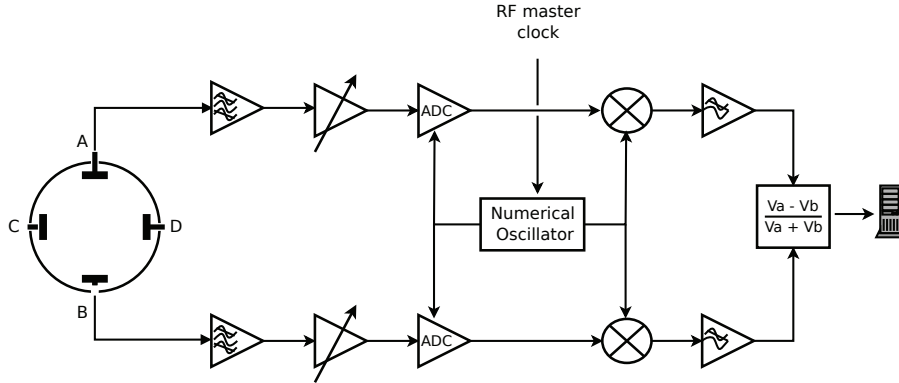 RF master
clock
A
ADC
C
D
Numerical
Oscillator
Va - Vb
Va + Vb
B
ADC